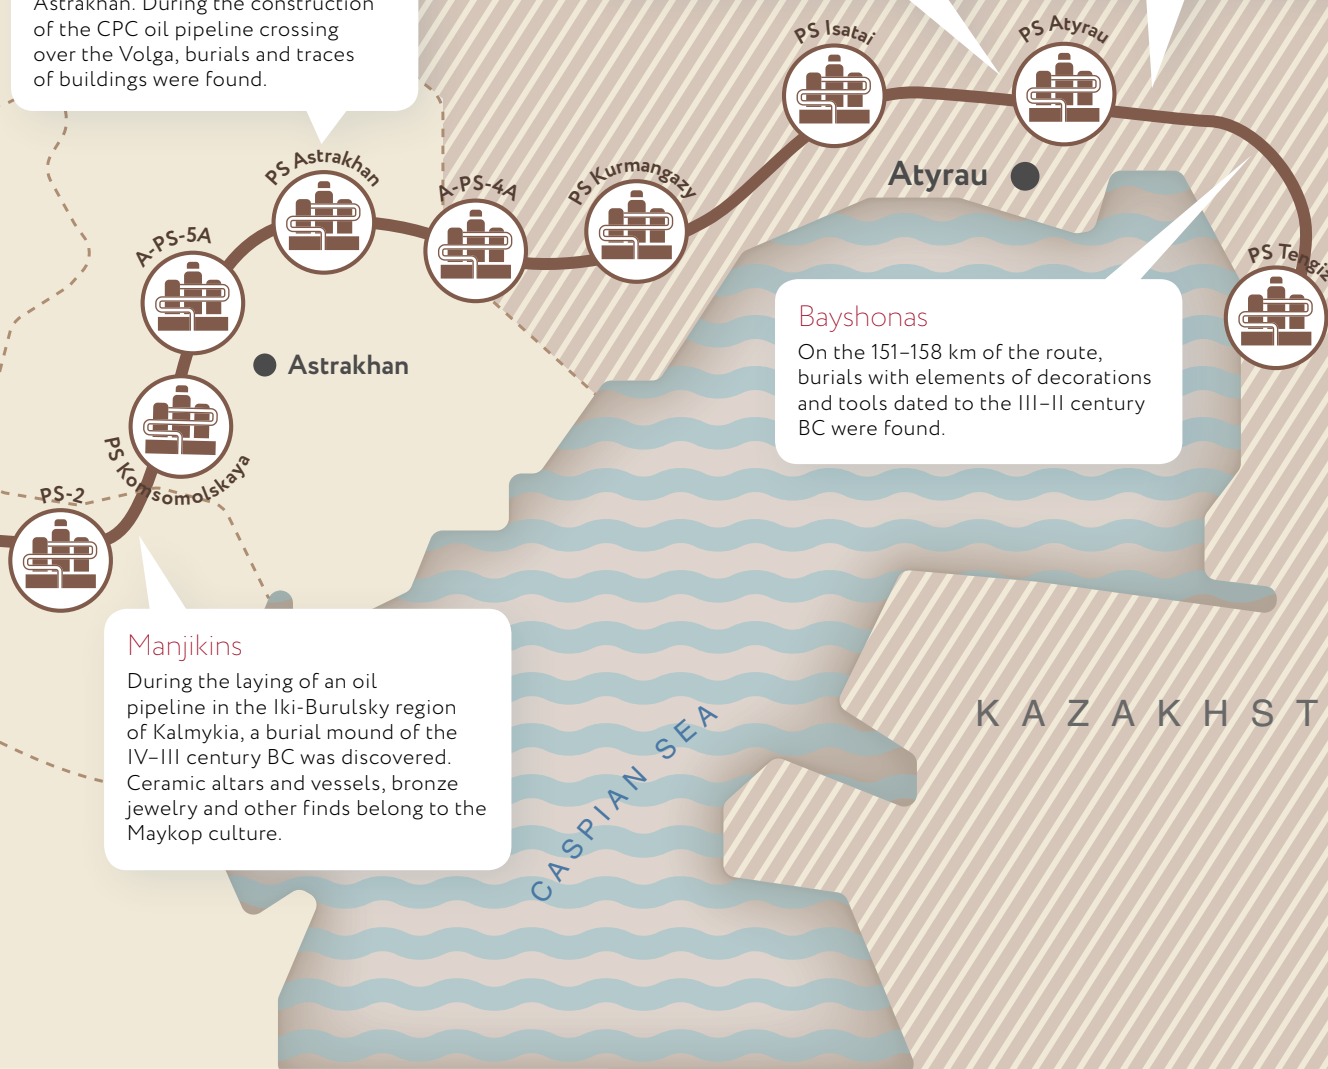 Astrakhan. During the construction
of the CPC oil pipeline crossing
over the Volga, burials and traces
of buildings were found.
PS Isatai
PS Atyrau
PS Astrakhan
A-PS-4A
PS Kurmangazy
Atyrau
A-PS-5A
PS Tengiz
Bayshonas
On the 151–158 km of the route,
burials with elements of decorations
and tools dated to the III–II century
BC were found.
Astrakhan
PS Komsomolskaya
PS-2
Manjikins
During the laying of an oil
pipeline in the Iki-Burulsky region
of Kalmykia, a burial mound of the
IV–III century BC was discovered.
Ceramic altars and vessels, bronze
jewelry and other finds belong to the
Maykop culture.
CASPIAN SEA
KAZAKHST